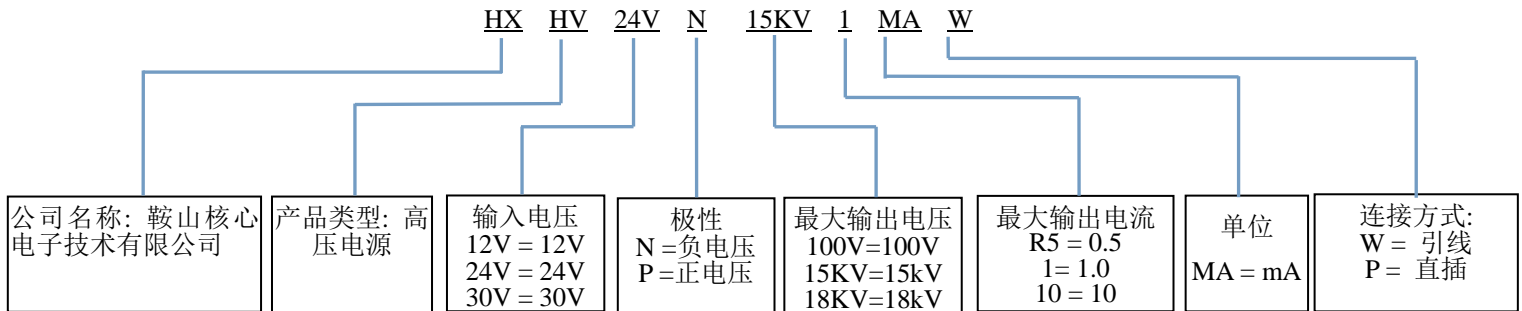 HX HV 24V N 15KV 1 MA W
公司名称: 鞍山核心
电子技术有限公司
产品类型: 高
压电源
输入电压
12V = 12V
24V = 24V
30V = 30V
极性
N =负电压
P =正电压
最大输出电压
100V=100V
15KV=15kV
18KV=18kV
最大输出电流
R5 = 0.5
1= 1.0
10 = 10
单位
MA = mA
连接方式:
W = 引线
P = 直插